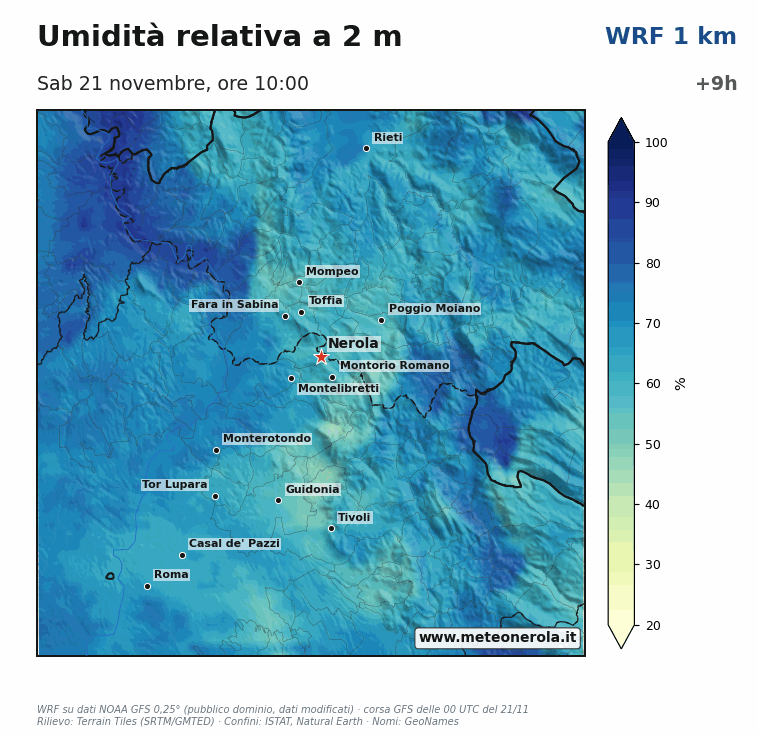 Umidità relativa a 2 m
WRF 1 km
Sab 21 novembre, ore 10:00
+9h
Rieti
Mompeo
Toffia
Fara in Sabina
Poggio Moiano
Nerola
Montorio Romano
Montelibretti
Monterotondo
Tor Lupara
Guidonia
Tivoli
Casal de' Pazzi
Roma
www.meteonerola.it
100
90
80
70
60
50
40
30
20
%
WRF su dati NOAA GFS 0,25° (pubblico dominio, dati modificati) · corsa GFS delle 00 UTC del 21/11
Rilievo: Terrain Tiles (SRTM/GMTED) · Confini: ISTAT, Natural Earth · Nomi: GeoNames